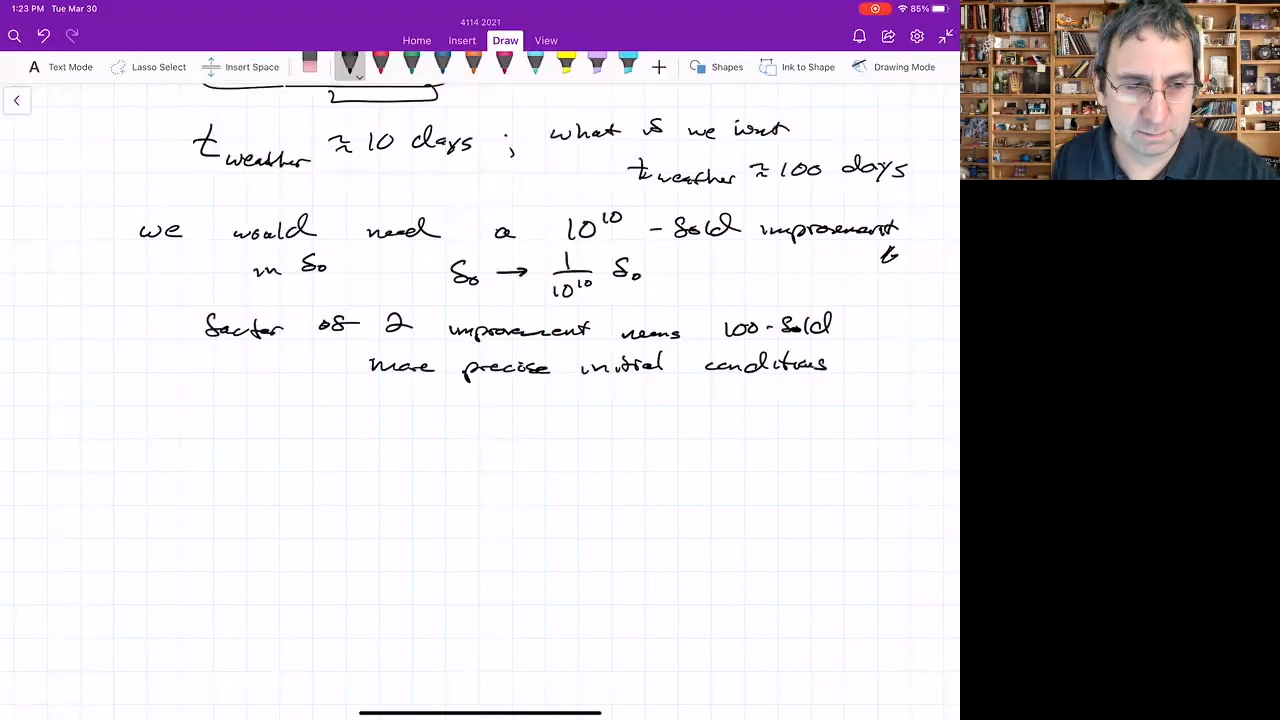 1:23 PM Tue Mar 30
85%
4114 2021
Home Insert Draw View
Text Mode Lasso Select Insert Space Shapes Ink to Shape Drawing Mode
t weather ≈ 10 days ; what if we want
t weather ≈ 100 days
we would need a 10^10 - fold improvement
in δ₀ δ₀ → 1/10^10 δ₀
factor of 2 improvement means 100-fold
more precise initial conditions